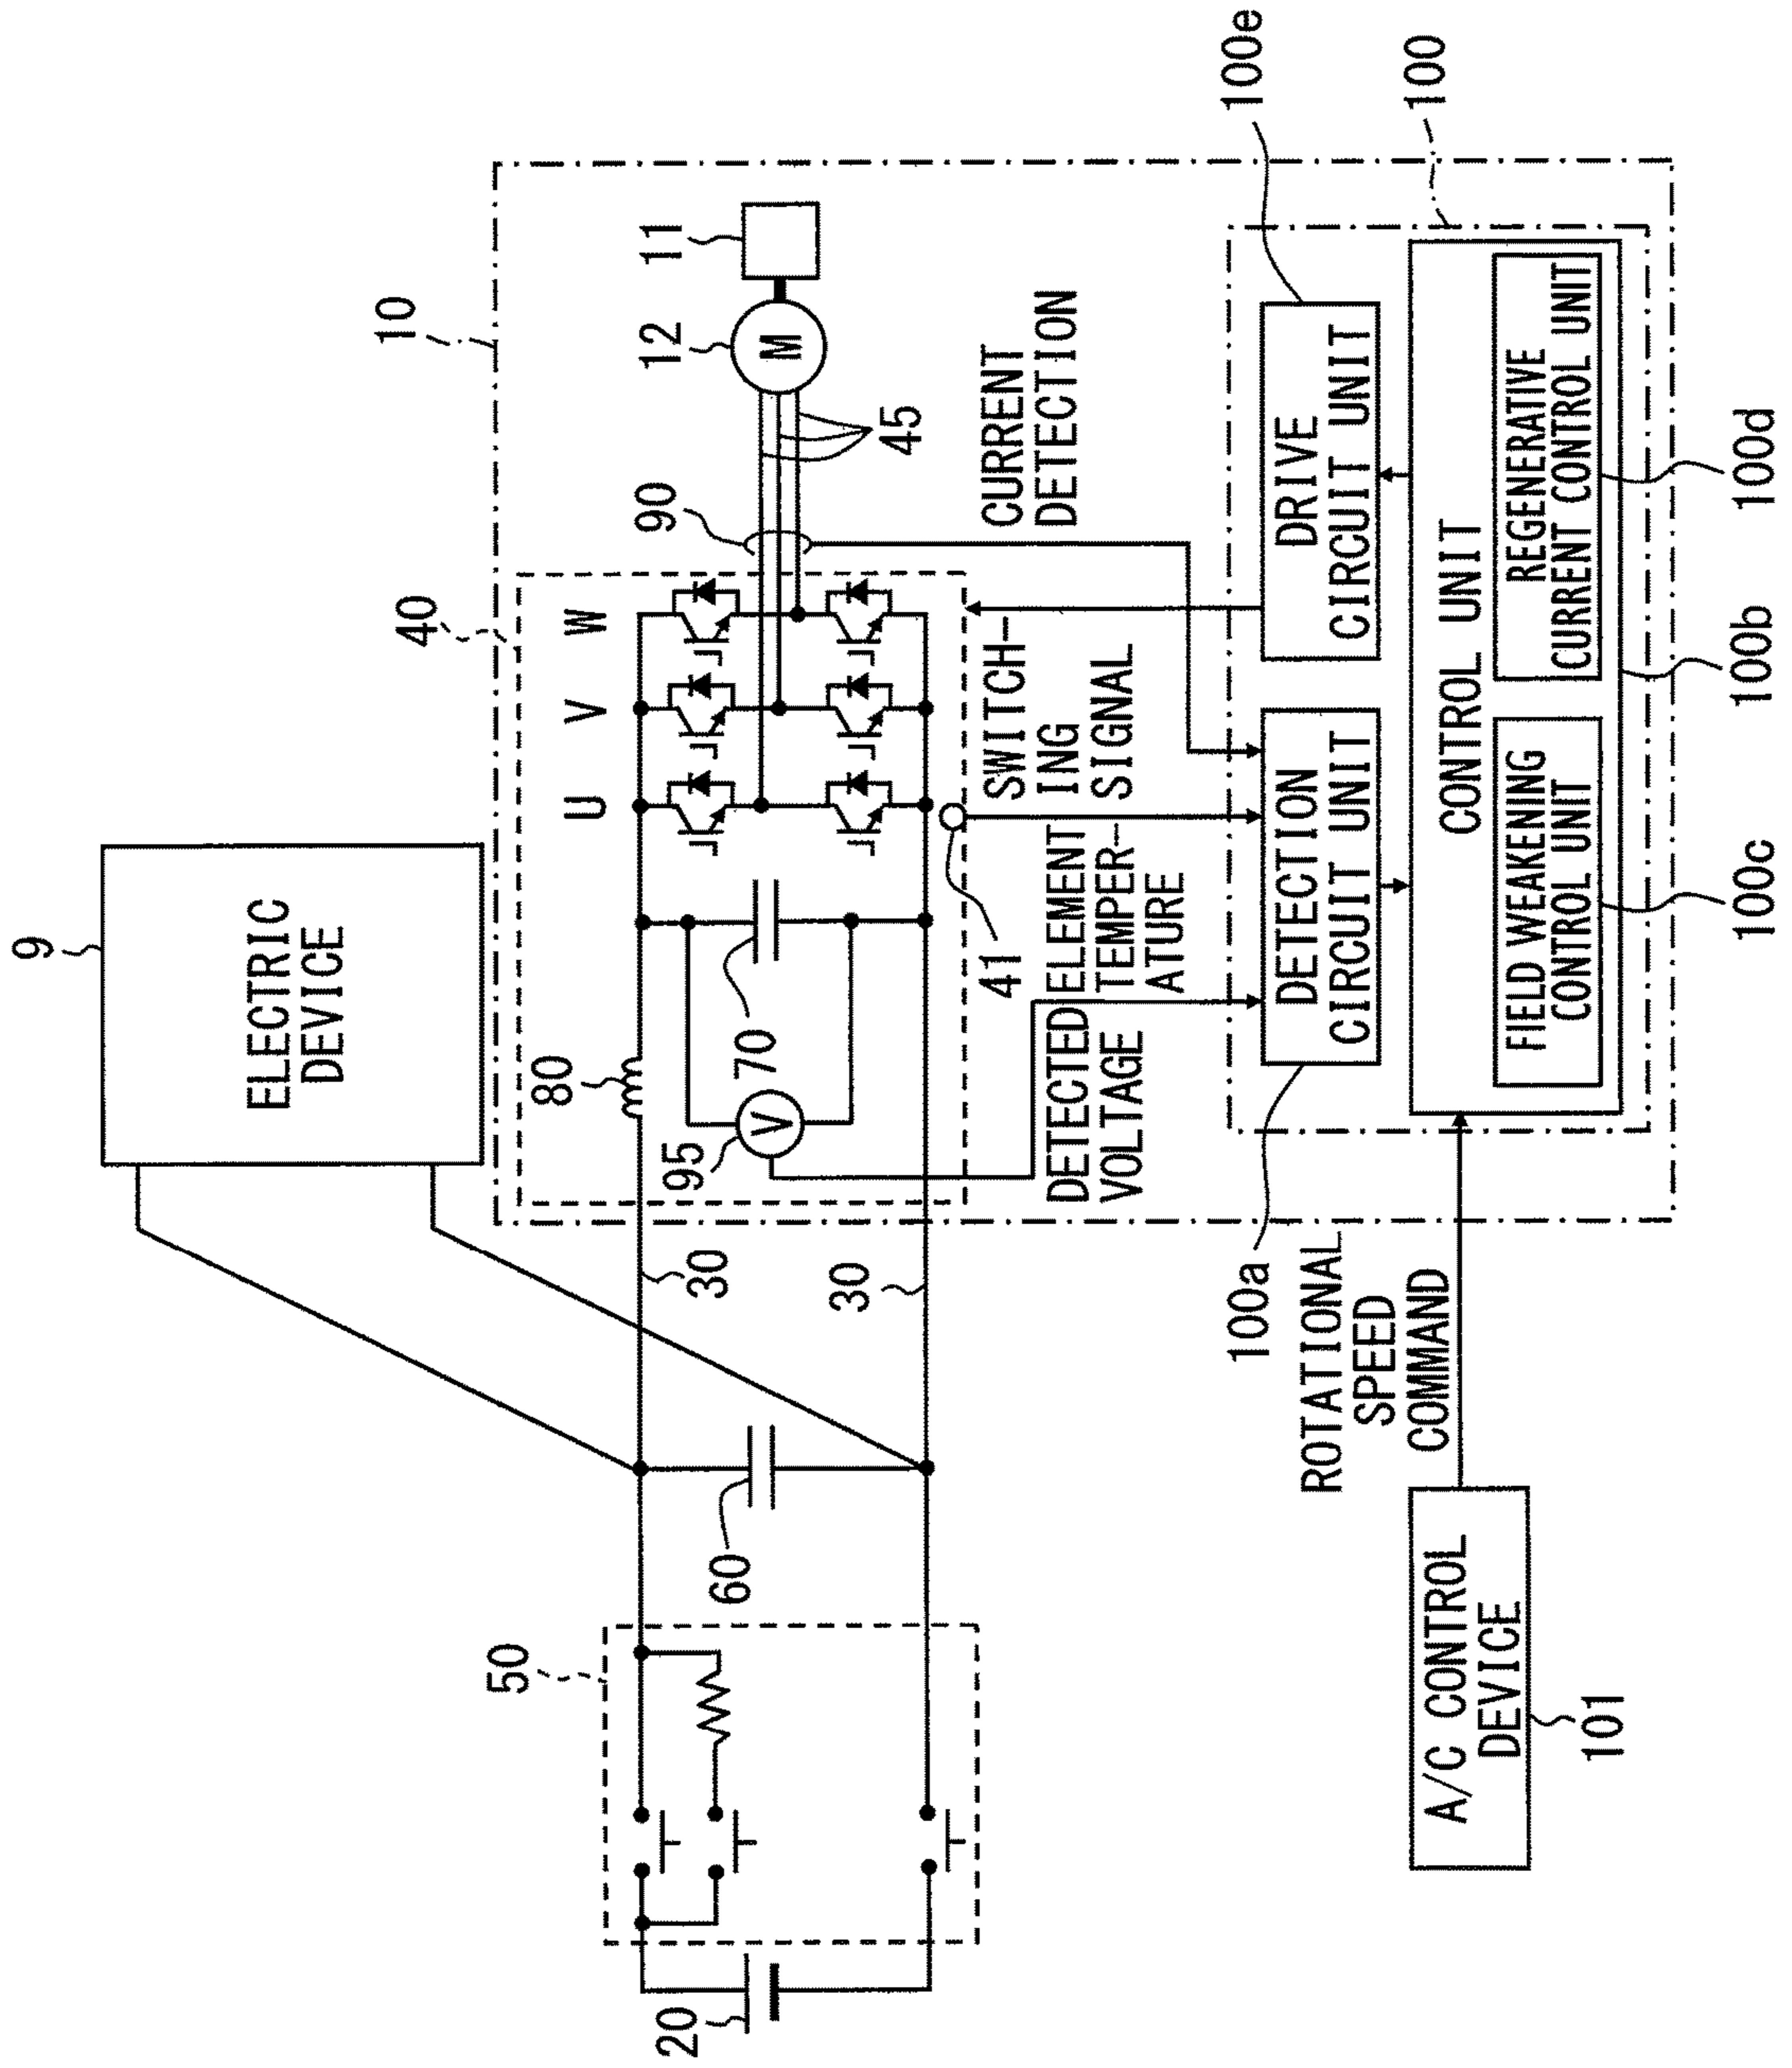 9
ELECTRIC
DEVICE
10
40
U
V
W
11
12
M
45
90
80
95
V
70
41
50
60
20
30
30
CURRENT
DETECTION
SWITCH-
ING
SIGNAL
ELEMENT
TEMPER-
ATURE
DETECTED
VOLTAGE
100a
DETECTION
CIRCUIT UNIT
DRIVE
CIRCUIT UNIT
100e
100
CONTROL UNIT
FIELD WEAKENING
CONTROL UNIT
REGENERATIVE
CURRENT CONTROL UNIT
100c
100b
100d
ROTATIONAL
SPEED
COMMAND
A/C CONTROL
DEVICE
101